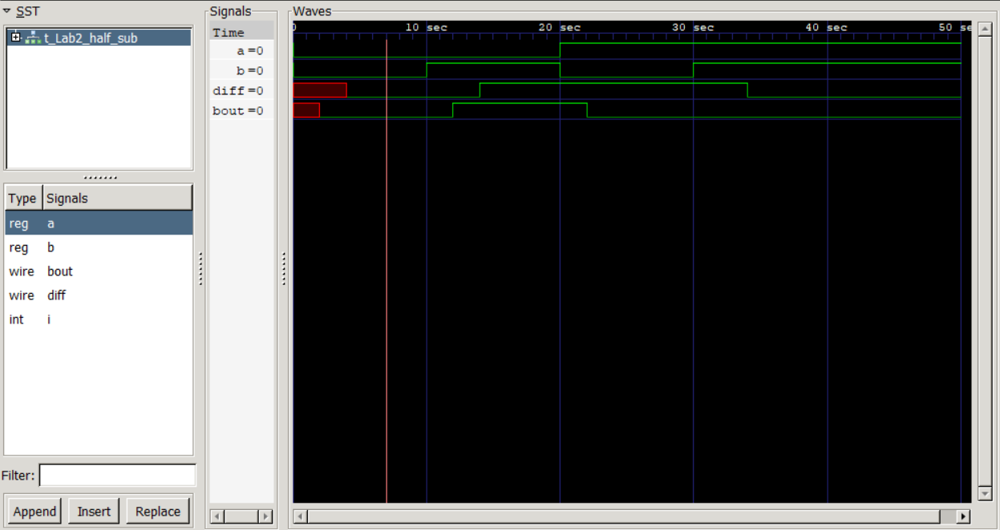 SST
t_Lab2_half_sub
Type Signals
reg a
reg b
wire bout
wire diff
int i
Filter:
Append Insert Replace
Signals
Time
a=0
b=0
diff=0
bout=0
Waves
0 10 sec 20 sec 30 sec 40 sec 50 se